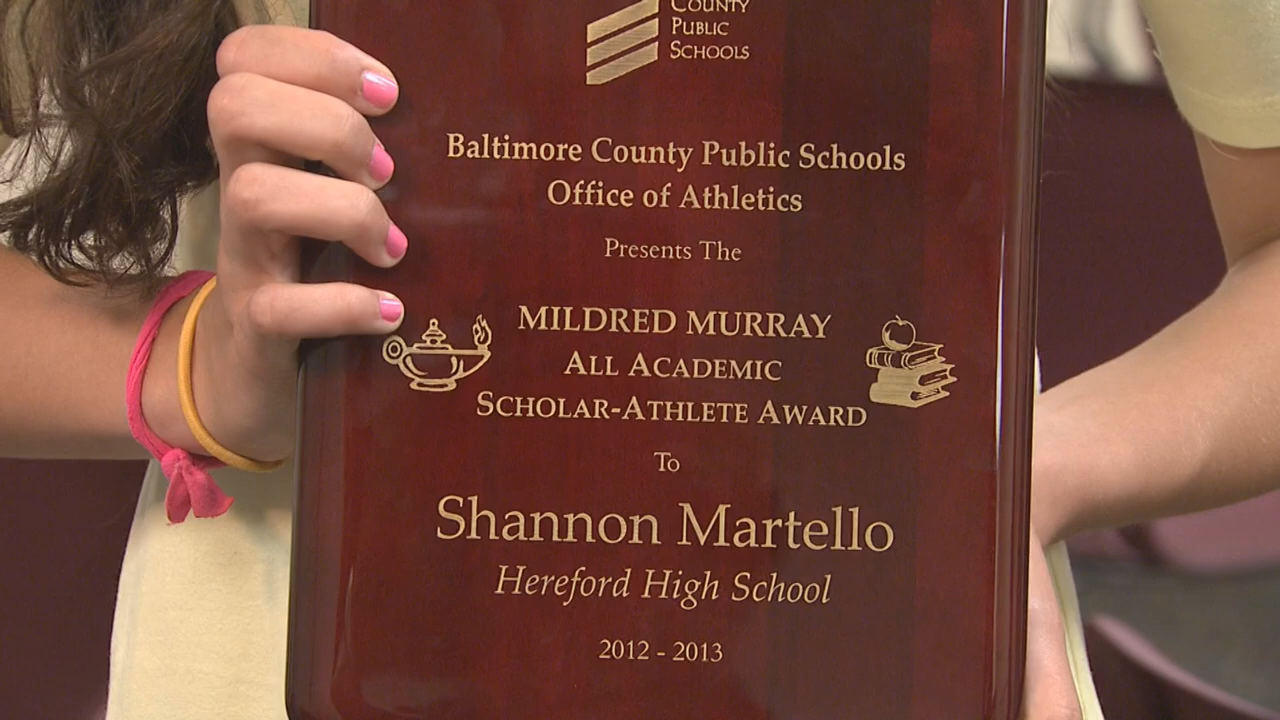 COUNTY
PUBLIC
SCHOOLS
Baltimore County Public Schools
Office of Athletics
Presents The
MILDRED MURRAY
ALL ACADEMIC
SCHOLAR-ATHLETE AWARD
To
Shannon Martello
Hereford High School
2012 - 2013